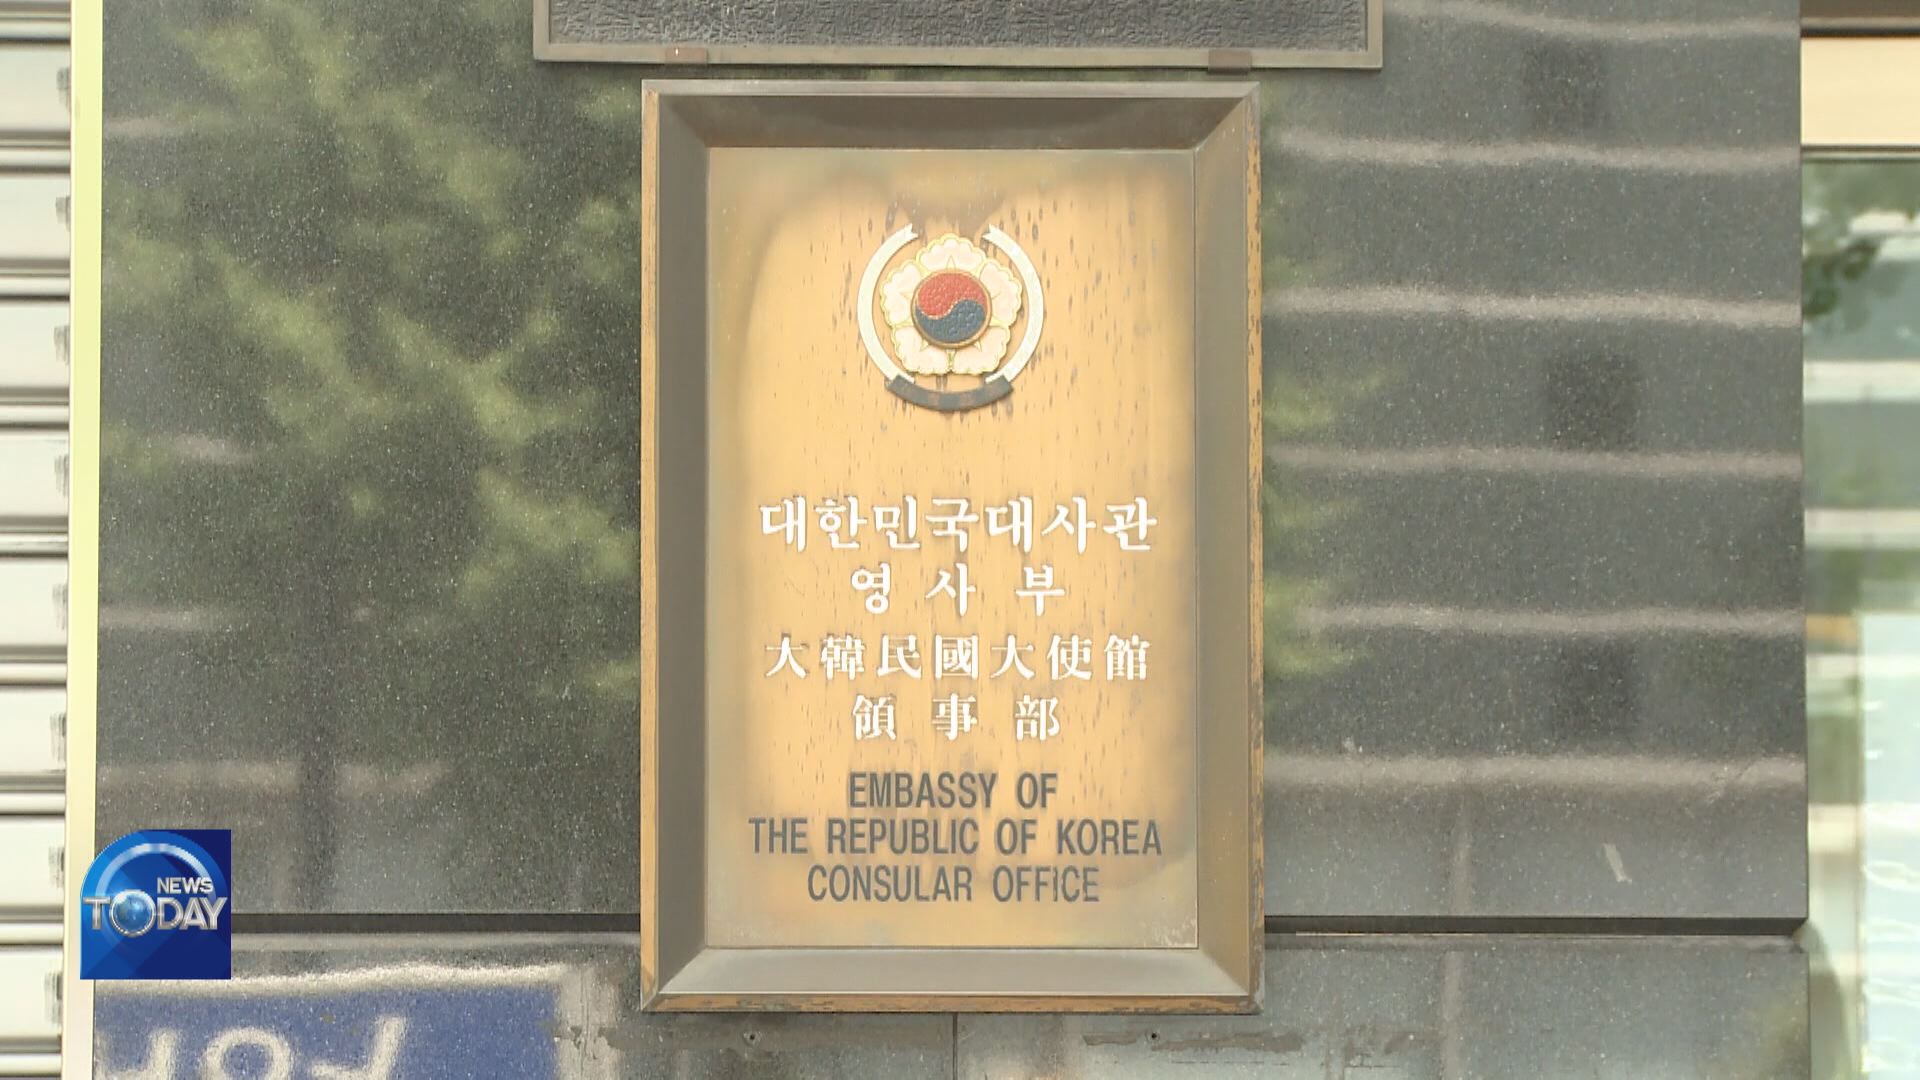 대한민국대사관
영 사 부
大韓民國大使館
領 事 部
EMBASSY OF
THE REPUBLIC OF KOREA
CONSULAR OFFICE
NEWS
TODAY